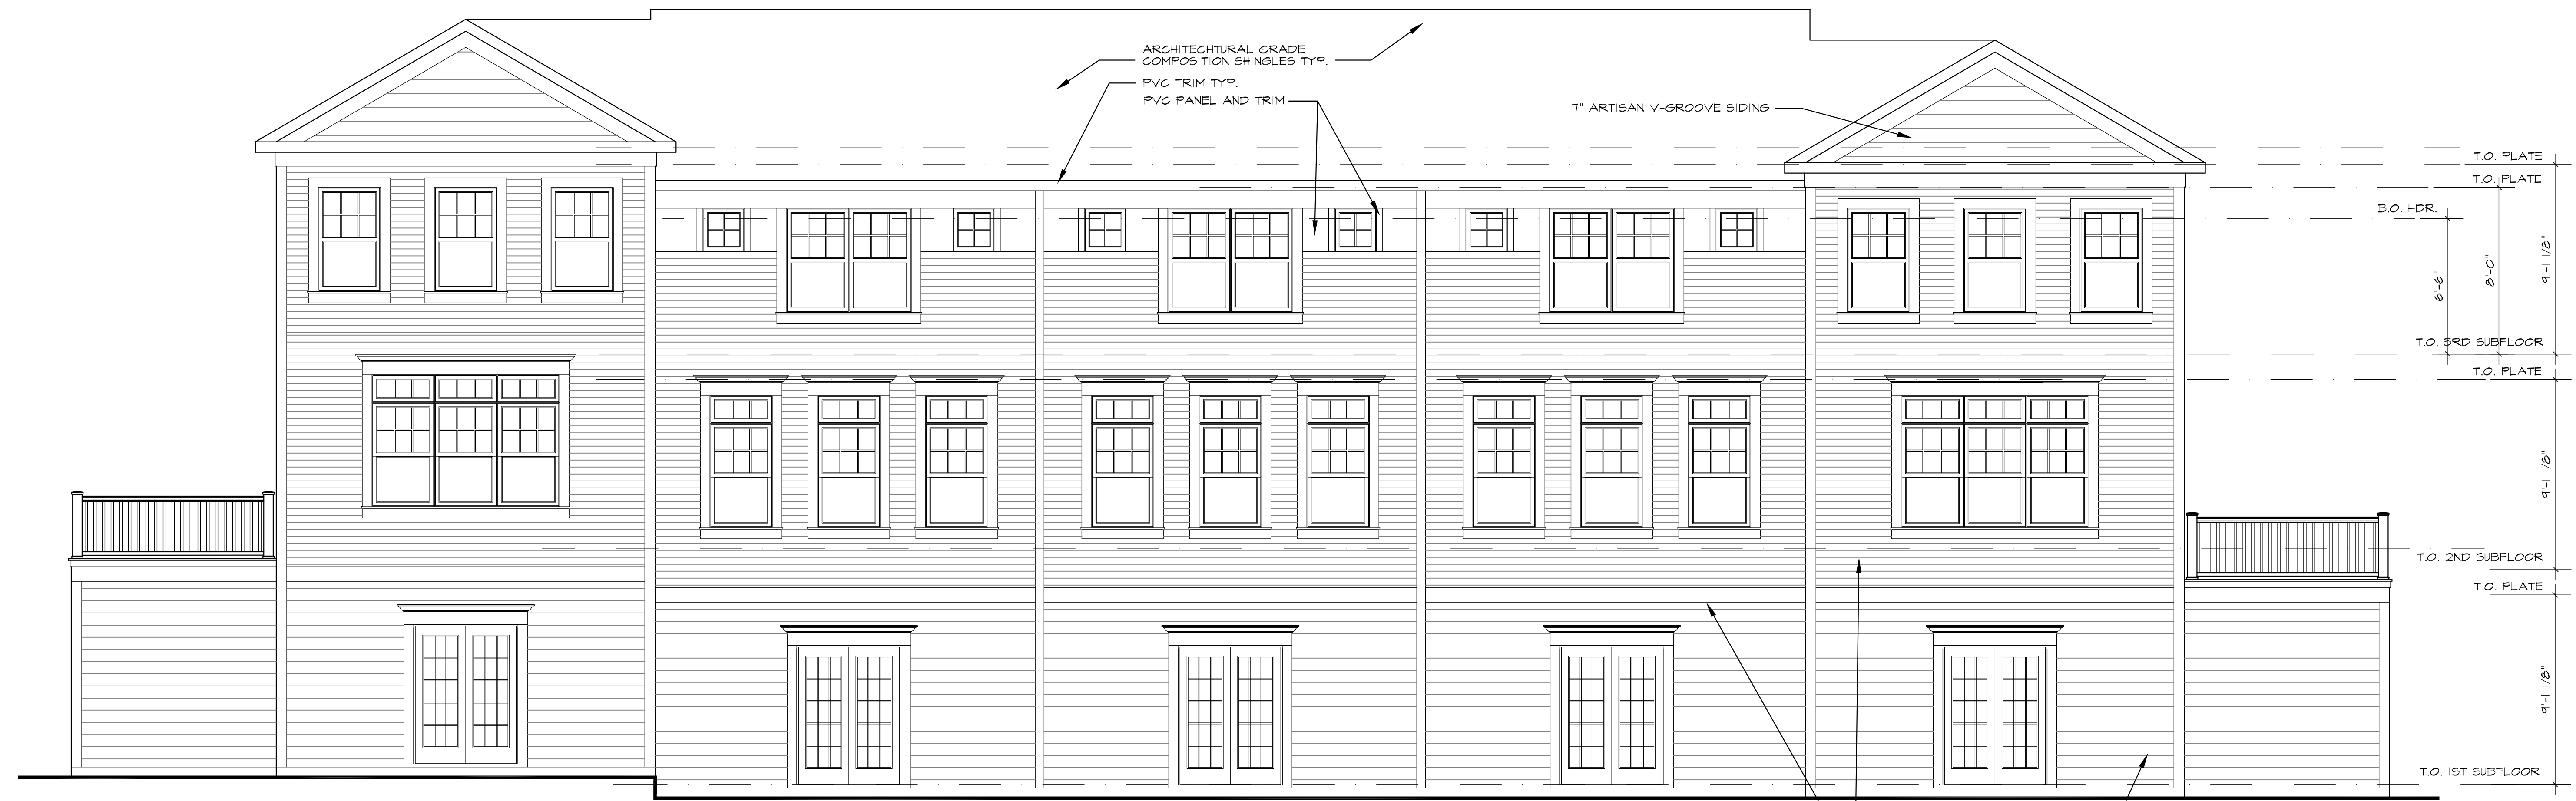 ARCHITECHTURAL GRADE
COMPOSITION SHINGLES TYP.
PVC TRIM TYP.
PVC PANEL AND TRIM
7" ARTISAN V-GROOVE SIDING
T.O. PLATE
T.O. PLATE
B.O. HDR.
6'-6"
8'-0"
9'-1 1/8"
T.O. 3RD SUBFLOOR
T.O. PLATE
9'-1 1/8"
T.O. 2ND SUBFLOOR
T.O. PLATE
9'-1 1/8"
T.O. 1ST SUBFLOOR